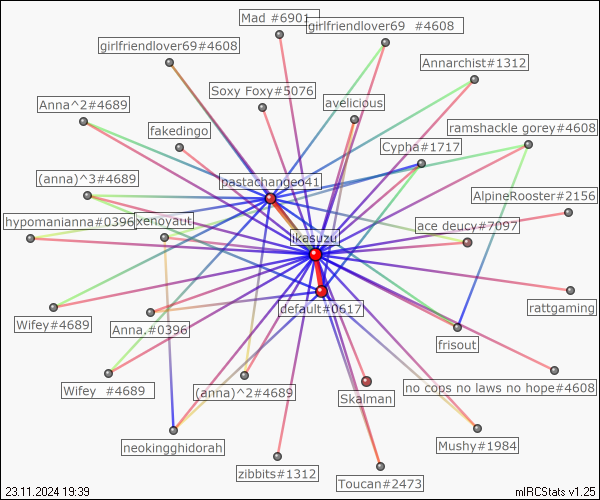 Mad #6901
girlfriendlover69  #4608
girlfriendlover69#4608
Annarchist#1312
Soxy Foxy#5076
avelicious
Anna^2#4689
fakedingo
ramshackle gorey#4608
Cypha#1717
(anna)^3#4689
pastachangeo41
AlpineRooster#2156
hypomanianna#0396
xenovaut
ace deucy#7097
ikasuzu
default#0617
rattgaming
Wifey#4689
Anna.#0396
frisout
Wifey  #4689
(anna)^2#4689
Skalman
no cops no laws no hope#4608
neokingghidorah
Mushy#1984
zibbits#1312
Toucan#2473
23.11.2024 19:39
mIRCStats v1.25